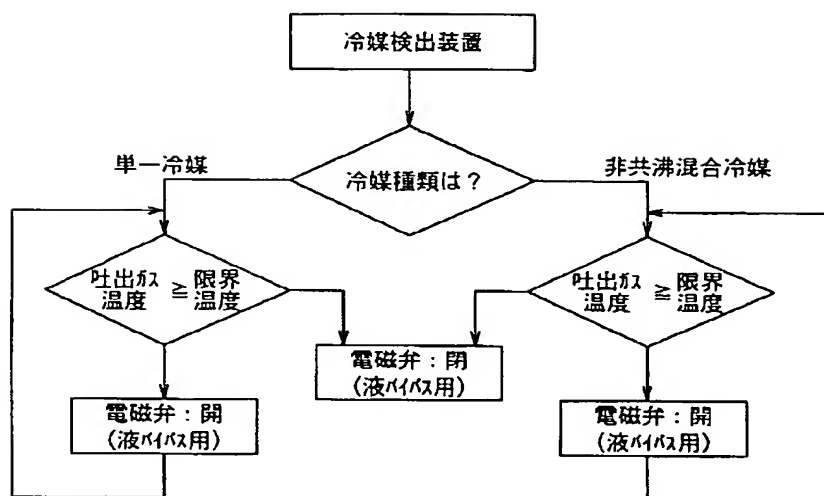 冷媒検出装置
冷媒種類は?
単一冷媒
非共沸混合冷媒
吐出ガス温度 ≧ 限界温度
吐出ガス温度 ≧ 限界温度
電磁弁:閉
(液バイパス用)
電磁弁:開
(液バイパス用)
電磁弁:開
(液バイパス用)